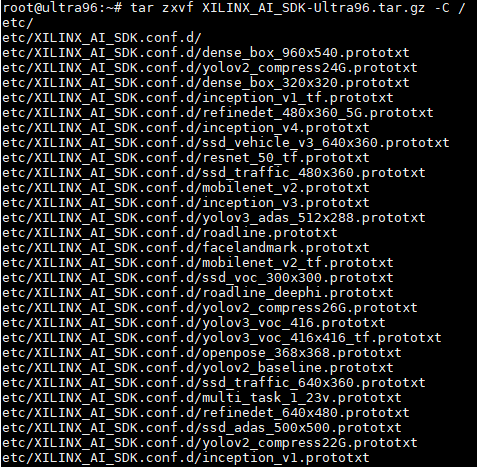 root@ultra96:~# tar zxvf XILINX_AI_SDK-Ultra96.tar.gz -C /
etc/
etc/XILINX_AI_SDK.conf.d/
etc/XILINX_AI_SDK.conf.d/dense_box_960x540.prototxt
etc/XILINX_AI_SDK.conf.d/yolov2_compress24G.prototxt
etc/XILINX_AI_SDK.conf.d/dense_box_320x320.prototxt
etc/XILINX_AI_SDK.conf.d/inception_v1_tf.prototxt
etc/XILINX_AI_SDK.conf.d/refinedet_480x360_5G.prototxt
etc/XILINX_AI_SDK.conf.d/inception_v4.prototxt
etc/XILINX_AI_SDK.conf.d/ssd_vehicle_v3_640x360.prototxt
etc/XILINX_AI_SDK.conf.d/resnet_50_tf.prototxt
etc/XILINX_AI_SDK.conf.d/ssd_traffic_480x360.prototxt
etc/XILINX_AI_SDK.conf.d/mobilenet_v2.prototxt
etc/XILINX_AI_SDK.conf.d/inception_v3.prototxt
etc/XILINX_AI_SDK.conf.d/yolov3_adas_512x288.prototxt
etc/XILINX_AI_SDK.conf.d/roadline.prototxt
etc/XILINX_AI_SDK.conf.d/facelandmark.prototxt
etc/XILINX_AI_SDK.conf.d/mobilenet_v2_tf.prototxt
etc/XILINX_AI_SDK.conf.d/ssd_voc_300x300.prototxt
etc/XILINX_AI_SDK.conf.d/roadline_deephi.prototxt
etc/XILINX_AI_SDK.conf.d/yolov2_compress26G.prototxt
etc/XILINX_AI_SDK.conf.d/yolov3_voc_416.prototxt
etc/XILINX_AI_SDK.conf.d/yolov3_voc_416x416_tf.prototxt
etc/XILINX_AI_SDK.conf.d/openpose_368x368.prototxt
etc/XILINX_AI_SDK.conf.d/yolov2_baseline.prototxt
etc/XILINX_AI_SDK.conf.d/ssd_traffic_640x360.prototxt
etc/XILINX_AI_SDK.conf.d/multi_task_1_23v.prototxt
etc/XILINX_AI_SDK.conf.d/refinedet_640x480.prototxt
etc/XILINX_AI_SDK.conf.d/ssd_adas_500x500.prototxt
etc/XILINX_AI_SDK.conf.d/yolov2_compress22G.prototxt
etc/XILINX_AI_SDK.conf.d/inception_v1.prototxt